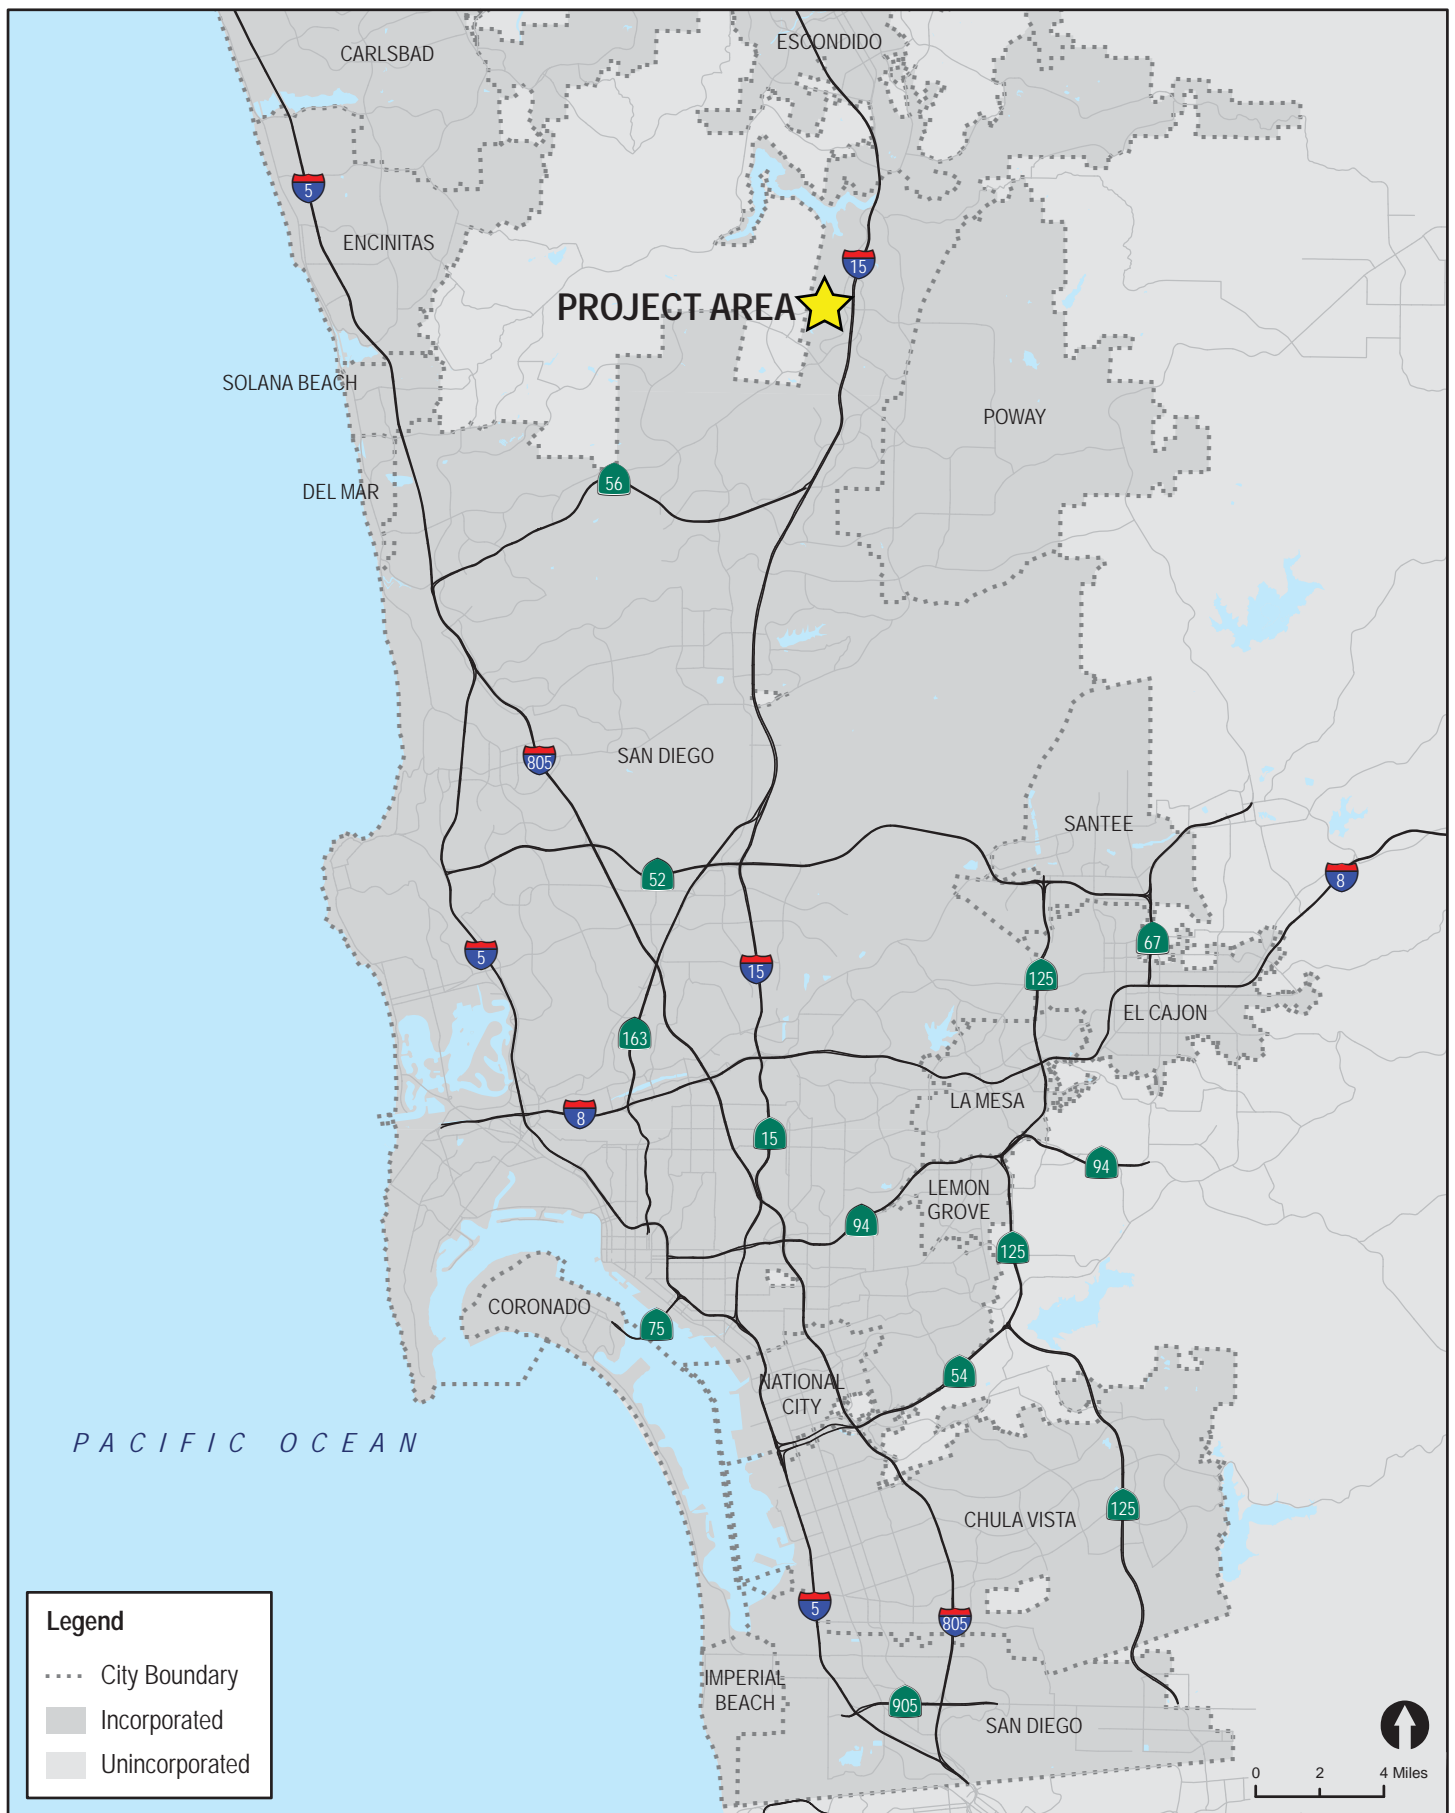 CARLSBAD
ESCONDIDO
5
ENCINITAS
15
PROJECT AREA
SOLANA BEACH
POWAY
56
DEL MAR
805
SAN DIEGO
SANTEE
52
8
67
5
15
125
EL CAJON
163
LA MESA
8
15
94
LEMON
GROVE
94
125
CORONADO
75
54
NATIONAL
CITY
PACIFIC OCEAN
125
CHULA VISTA
5
805
Legend
City Boundary
Incorporated
Unincorporated
IMPERIAL
BEACH
905
SAN DIEGO
0 2 4 Miles